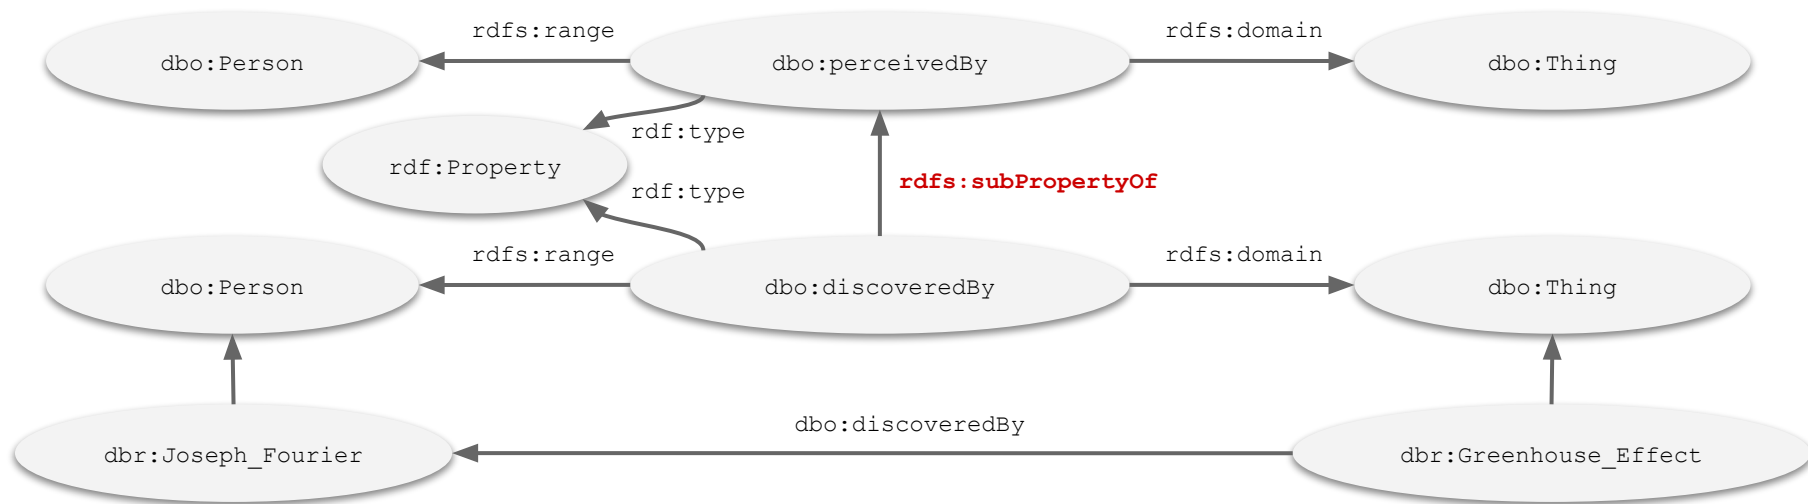 rdfs:range
rdfs:domain
dbo:Person
dbo:perceivedBy
dbo:Thing
rdf:type
rdf:Property
rdfs:subPropertyOf
rdf:type
rdfs:range
rdfs:domain
dbo:Person
dbo:discoveredBy
dbo:Thing
dbo:discoveredBy
dbr:Joseph_Fourier
dbr:Greenhouse_Effect